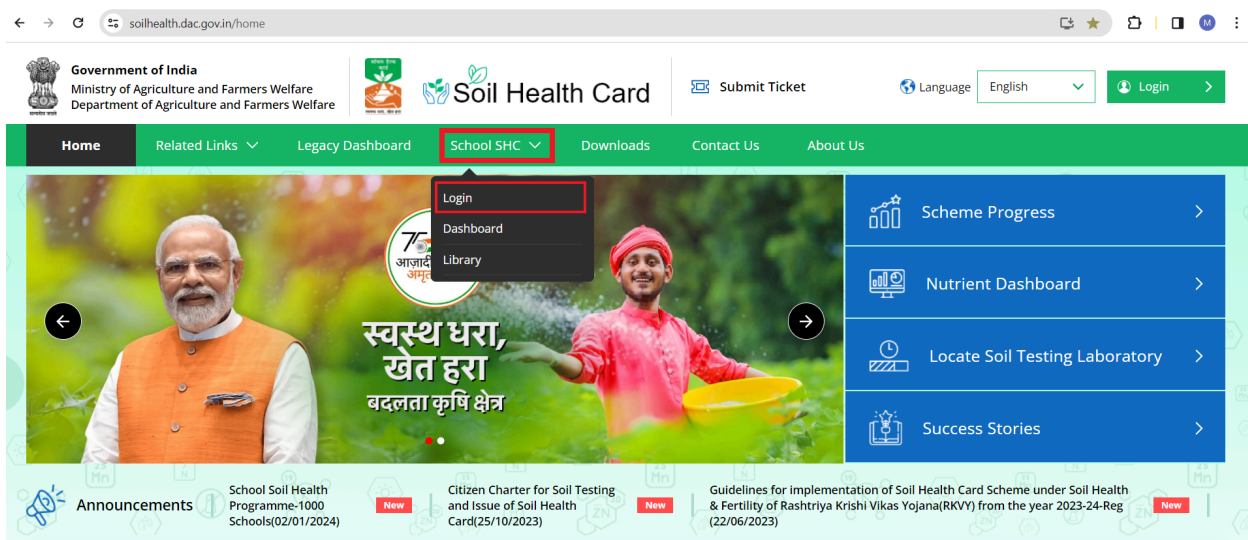 soilhealth.dac.gov.in/home
M
Government of India
Ministry of Agriculture and Farmers Welfare
Department of Agriculture and Farmers Welfare
Soil Health Card
Submit Ticket
Language
English
Login
Home
Related Links
Legacy Dashboard
School SHC
Downloads
Contact Us
About Us
Login
Dashboard
Library
स्वस्थ धरा,
खेत हरा
बदलता कृषि क्षेत्र
Scheme Progress
Nutrient Dashboard
Locate Soil Testing Laboratory
Success Stories
Announcements
School Soil Health
Programme-1000
Schools(02/01/2024)
New
Citizen Charter for Soil Testing
and Issue of Soil Health
Card(25/10/2023)
New
Guidelines for implementation of Soil Health Card Scheme under Soil Health
& Fertility of Rashtriya Krishi Vikas Yojana(RKVY) from the year 2023-24-Reg
(22/06/2023)
New